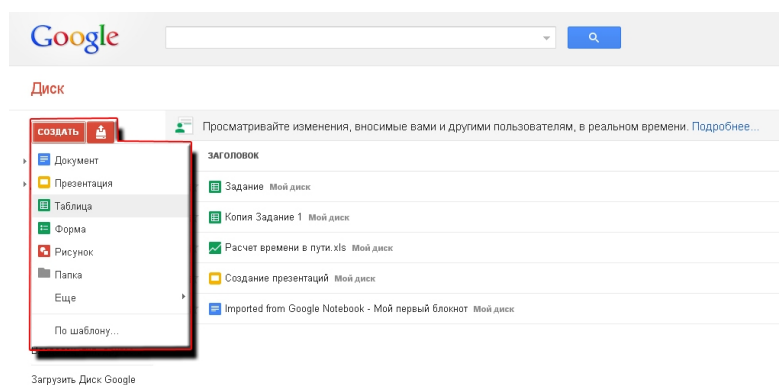 Google
Диск
СОЗДАТЬ
Просматривайте изменения, вносимые вами и другими пользователям, в реальном времени. Подробнее...
Документ
Презентация
Таблица
Форма
Рисунок
Папка
Еще
По шаблону...
Загрузить Диск Google
ЗАГОЛОВОК
Задание Мой диск
Копия Задание 1 Мой диск
Расчет времени в пути.xls Мой диск
Создание презентаций Мой диск
Imported from Google Notebook - Мой первый блокнот Мой диск